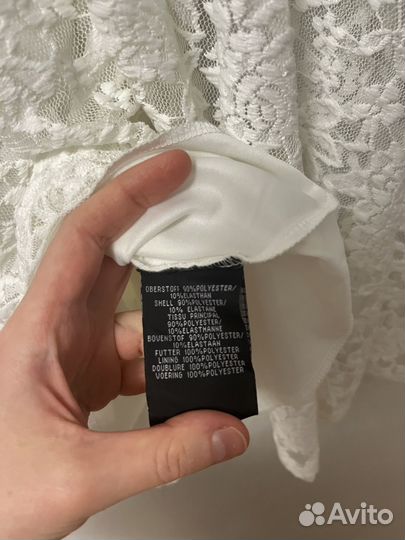 OBERSTOFF 90%POLYESTER/
10%ELASTHAN
SHELL 90%POLYESTER/
10% ELASTANE
TISSU PRINCIPAL
90%POLYESTER/
10%ELASTHANNE
BOVENSTOF 90%POLYESTER/
10%ELASTAAN
FUTTER 100%POLYESTER
LINING 100%POLYESTER
DOUBLURE 100%POLYESTER
VOERING 100%POLYESTER
Avito